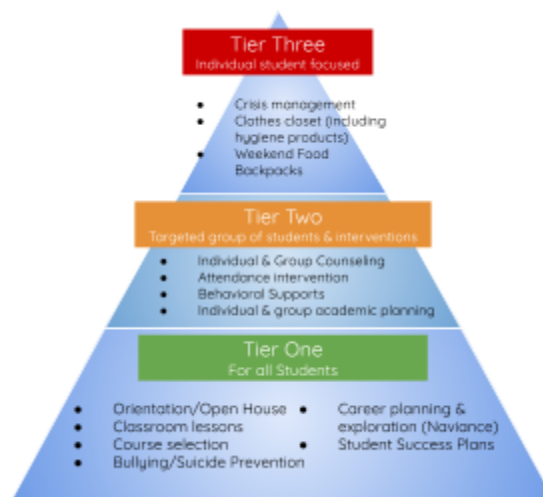 Tier Three
Individual student focused
Crisis management
Clothes closet (including
hygiene products)
Weekend Food
Backpacks
Tier Two
Targeted group of students & interventions
Individual & Group Counseling
Attendance intervention
Behavioral Supports
Individual & group academic planning
Tier One
For all Students
Orientation/Open House
Classroom lessons
Course selection
Bullying/Suicide Prevention
Career planning &
exploration (Naviance)
Student Success Plans